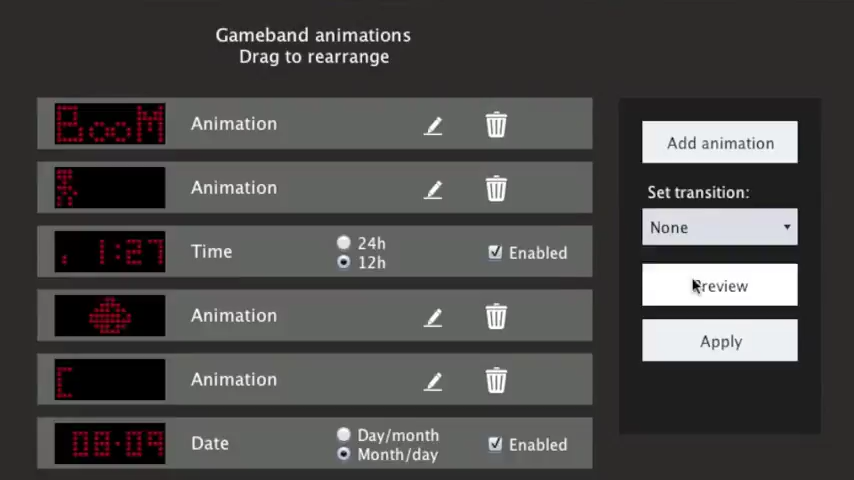 Gameband animations
Drag to rearrange
BooM Animation
Animation
1:27 Time 24h 12h Enabled
Animation
Animation
08-09 Date Day/month Month/day Enabled
Add animation
Set transition:
None
Preview
Apply